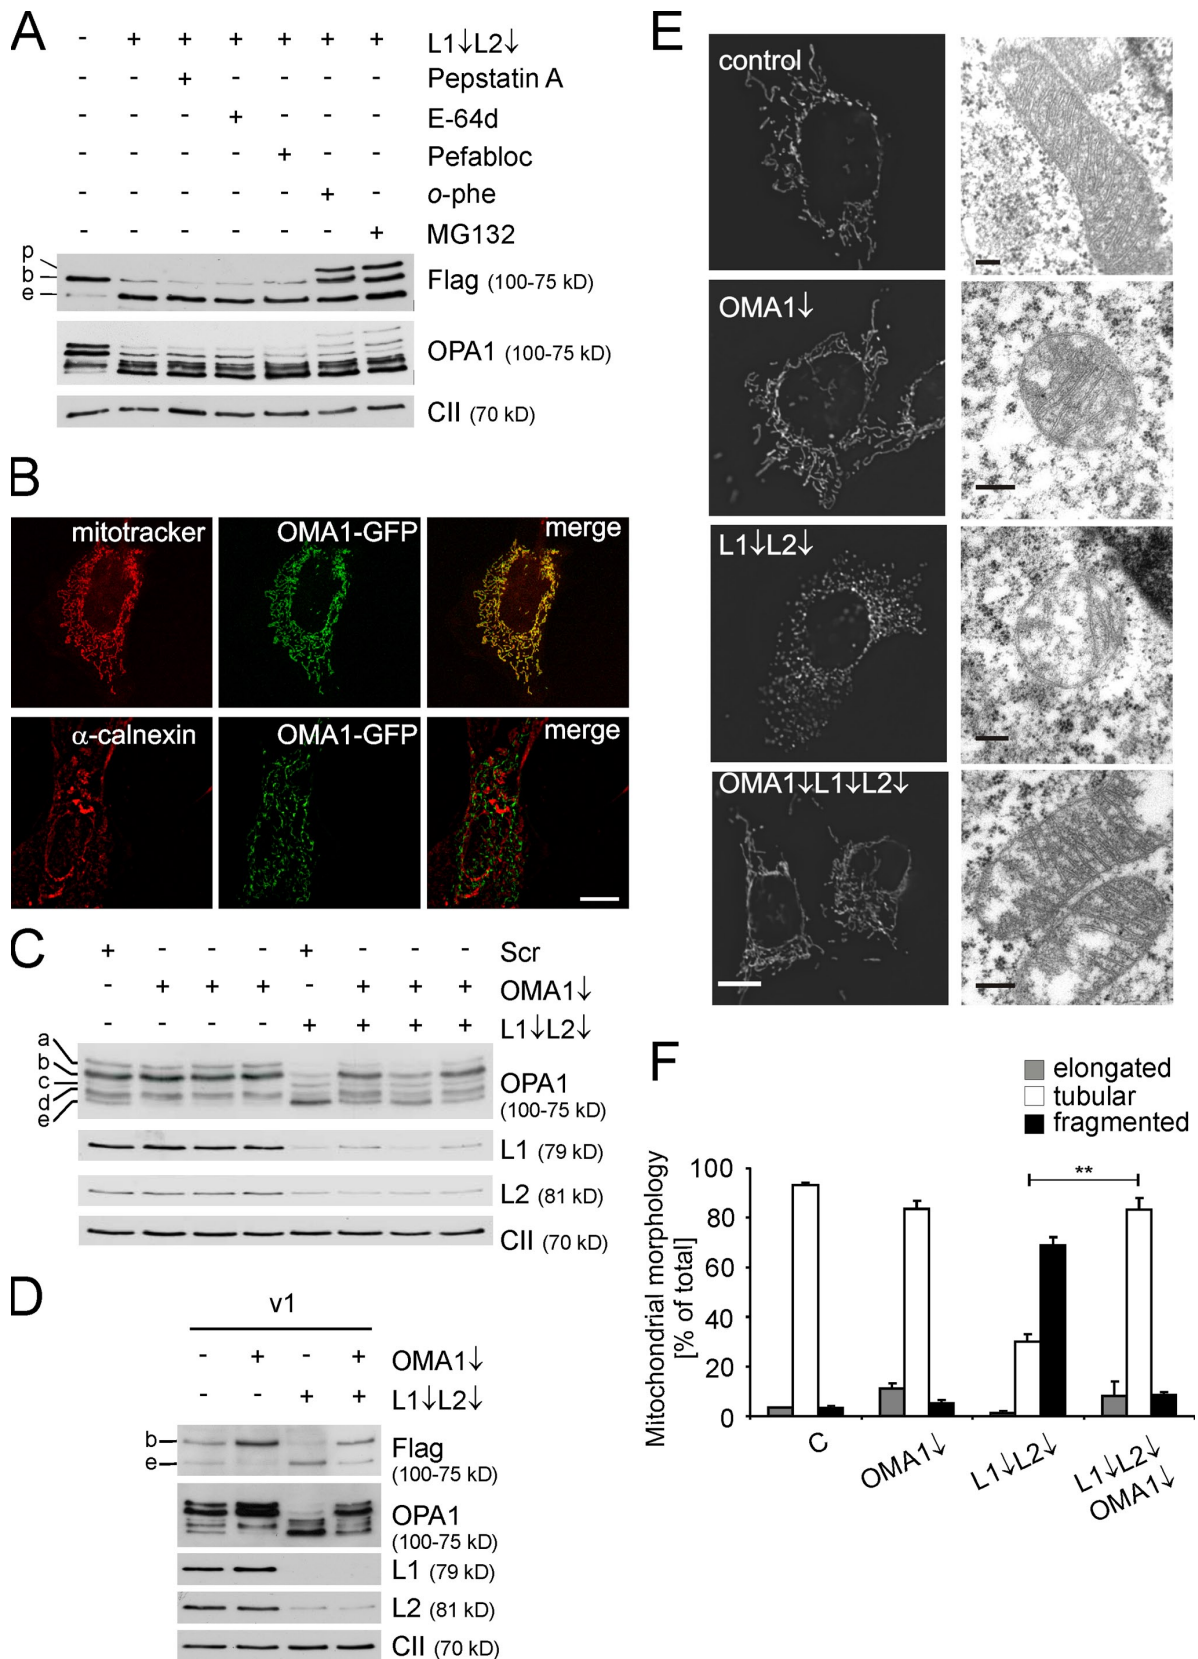 A
- + + + + + + L1↓L2↓
- - + - - - - Pepstatin A
- - - + - - - E-64d
- - - - + - - Pefabloc
- - - - - + - o-phe
- - - - - - + MG132
p
b
e
Flag (100-75 kD)
OPA1 (100-75 kD)
CII (70 kD)
B
mitotracker
OMA1-GFP
merge
α-calnexin
OMA1-GFP
merge
C
+ - - - + - - - Scr
- + + + - + + + OMA1↓
- - - - + + + + L1↓L2↓
a
b
c
d
e
OPA1
(100-75 kD)
L1 (79 kD)
L2 (81 kD)
CII (70 kD)
D
v1
- + - + OMA1↓
- - + + L1↓L2↓
b
e
Flag
(100-75 kD)
OPA1
(100-75 kD)
L1 (79 kD)
L2 (81 kD)
CII (70 kD)
E
control
OMA1↓
L1↓L2↓
OMA1↓L1↓L2↓
F
elongated
tubular
fragmented
Mitochondrial morphology
[% of total]
100
80
60
40
20
0
**
C
OMA1↓
L1↓L2↓
L1↓L2↓
OMA1↓